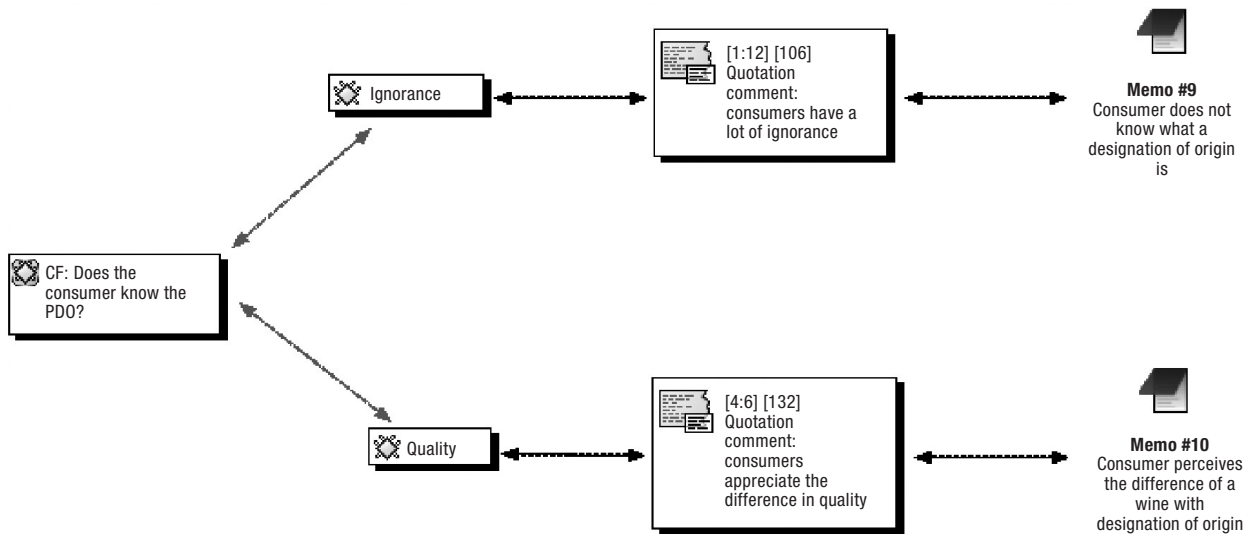 Ignorance
[1:12] [106]
Quotation
comment:
consumers have a
lot of ignorance
Memo #9
Consumer does not
know what a
designation of origin
is
CF: Does the
consumer know the
PDO?
Quality
[4:6] [132]
Quotation
comment:
consumers
appreciate the
difference in quality
Memo #10
Consumer perceives
the difference of a
wine with
designation of origin